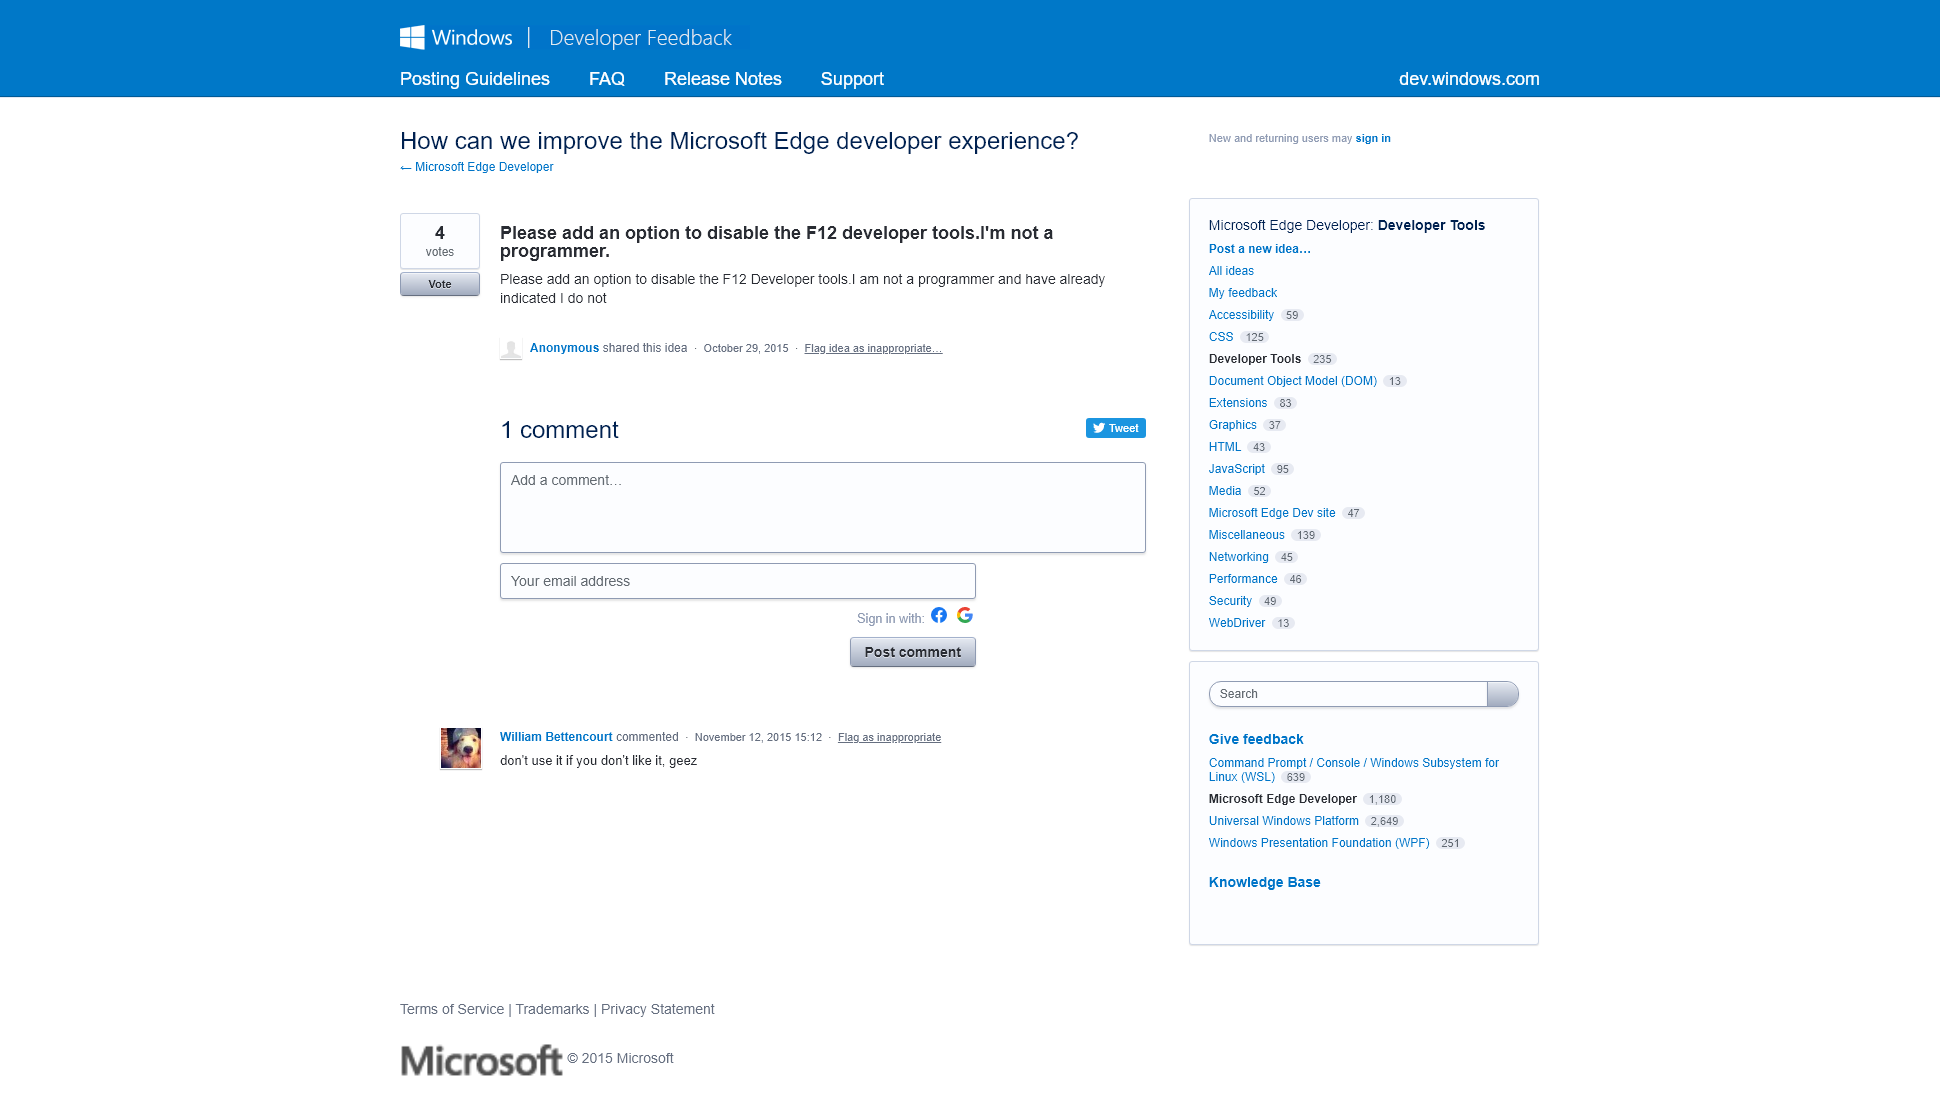 Windows | Developer Feedback
Posting Guidelines FAQ Release Notes Support dev.windows.com
How can we improve the Microsoft Edge developer experience?
← Microsoft Edge Developer
New and returning users may sign in
4
votes
Vote
Please add an option to disable the F12 developer tools.I'm not a
programmer.
Please add an option to disable the F12 Developer tools.I am not a programmer and have already
indicated I do not
Anonymous shared this idea · October 29, 2015 · Flag idea as inappropriate…
1 comment
Tweet
Add a comment…
Your email address
Sign in with:
Post comment
William Bettencourt commented · November 12, 2015 15:12 · Flag as inappropriate
don't use it if you don't like it, geez
Microsoft Edge Developer: Developer Tools
Post a new idea…
All ideas
My feedback
Accessibility 59
CSS 125
Developer Tools 235
Document Object Model (DOM) 13
Extensions 83
Graphics 37
HTML 43
JavaScript 95
Media 52
Microsoft Edge Dev site 47
Miscellaneous 139
Networking 45
Performance 46
Security 49
WebDriver 13
Search
Give feedback
Command Prompt / Console / Windows Subsystem for
Linux (WSL) 639
Microsoft Edge Developer 1,180
Universal Windows Platform 2,649
Windows Presentation Foundation (WPF) 251
Knowledge Base
Terms of Service | Trademarks | Privacy Statement
Microsoft © 2015 Microsoft